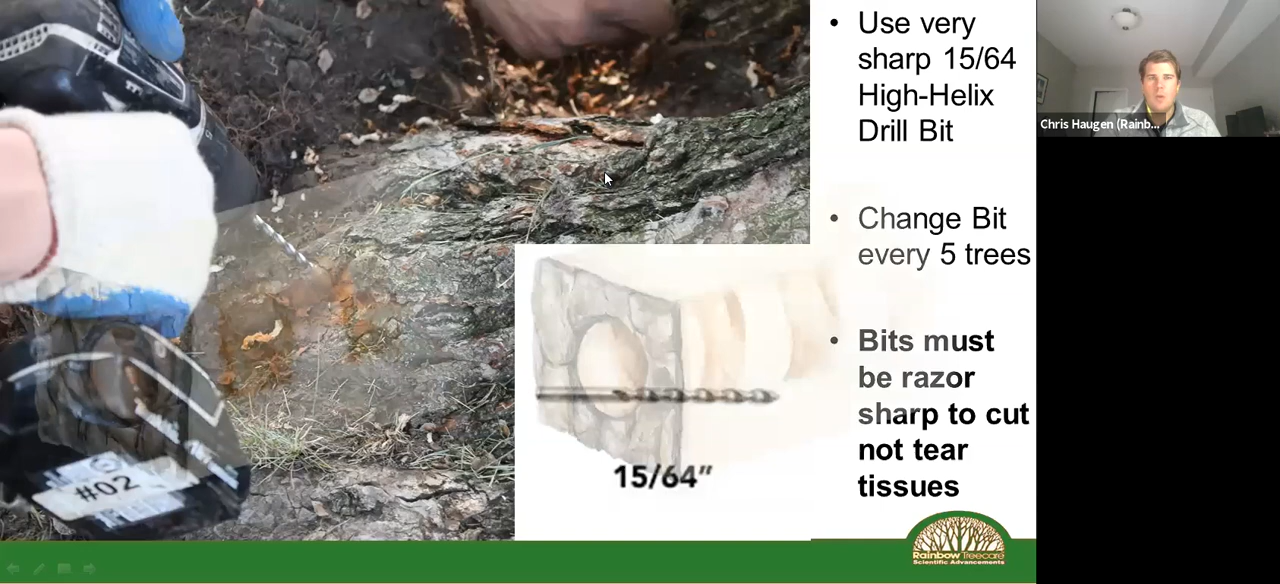 • Use very
sharp 15/64
High-Helix
Drill Bit
• Change Bit
every 5 trees
• Bits must
be razor
sharp to cut
not tear
tissues
15/64”
#02
Rainbow Treecare
Scientific Advancements
Chris Haugen (Rainb...